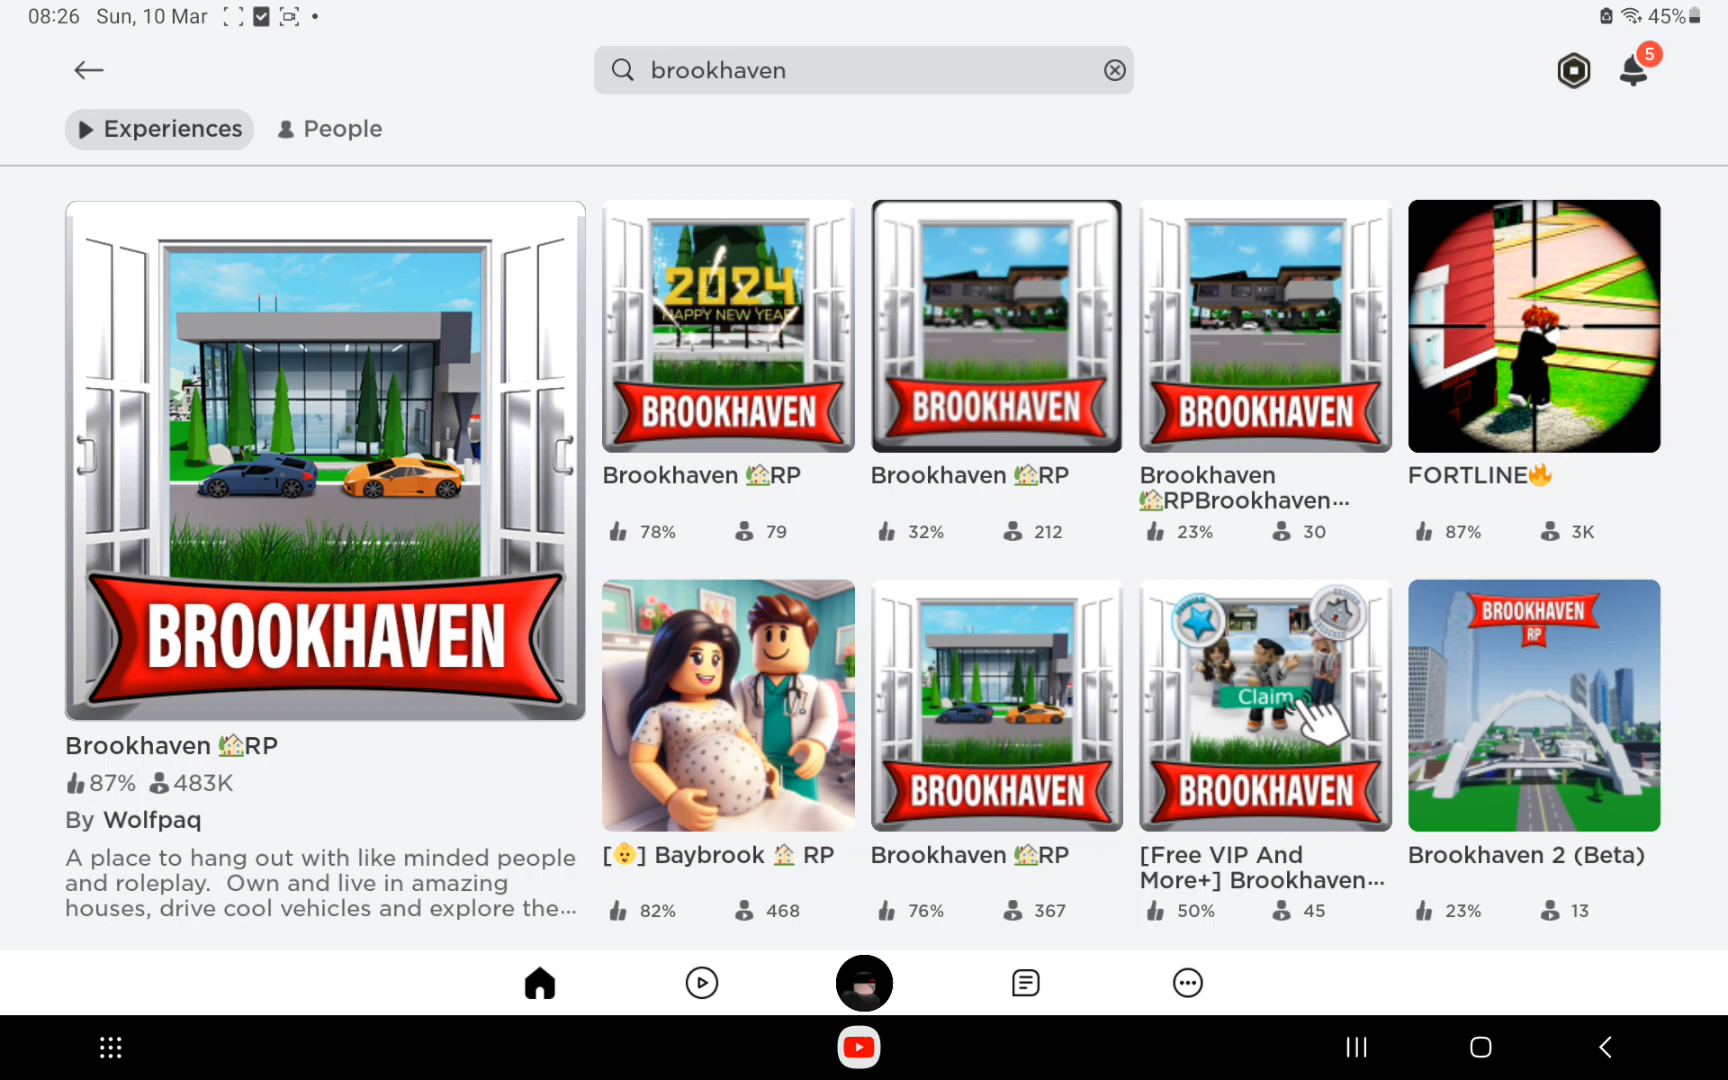 08:26 Sun, 10 Mar
45%
brookhaven
5
Experiences
People
BROOKHAVEN
Brookhaven 🏡RP
87% 483K
By Wolfpaq
A place to hang out with like minded people
and roleplay. Own and live in amazing
houses, drive cool vehicles and explore the...
2024
HAPPY NEW YEAR
BROOKHAVEN
Brookhaven 🏡RP
78% 79
BROOKHAVEN
Brookhaven 🏡RP
32% 212
BROOKHAVEN
Brookhaven
🏡RPBrookhaven...
23% 30
FORTLINE🔥
87% 3K
[👶] Baybrook 🏠 RP
82% 468
BROOKHAVEN
Brookhaven 🏡RP
76% 367
Claim
BROOKHAVEN
[Free VIP And
More+] Brookhaven...
50% 45
BROOKHAVEN
RP
Brookhaven 2 (Beta)
23% 13